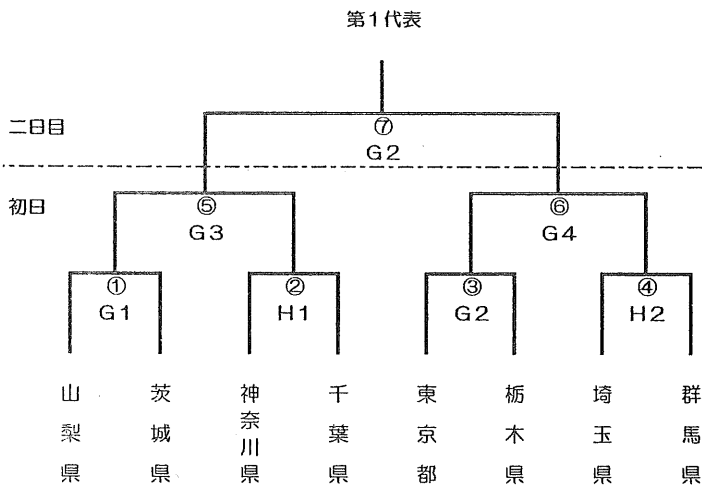 第1代表
二日目
⑦
G2
初日
⑤
G3
⑥
G4
①
G1
②
H1
③
G2
④
H2
山梨県
茨城県
神奈川県
千葉県
東京都
栃木県
埼玉県
群馬県